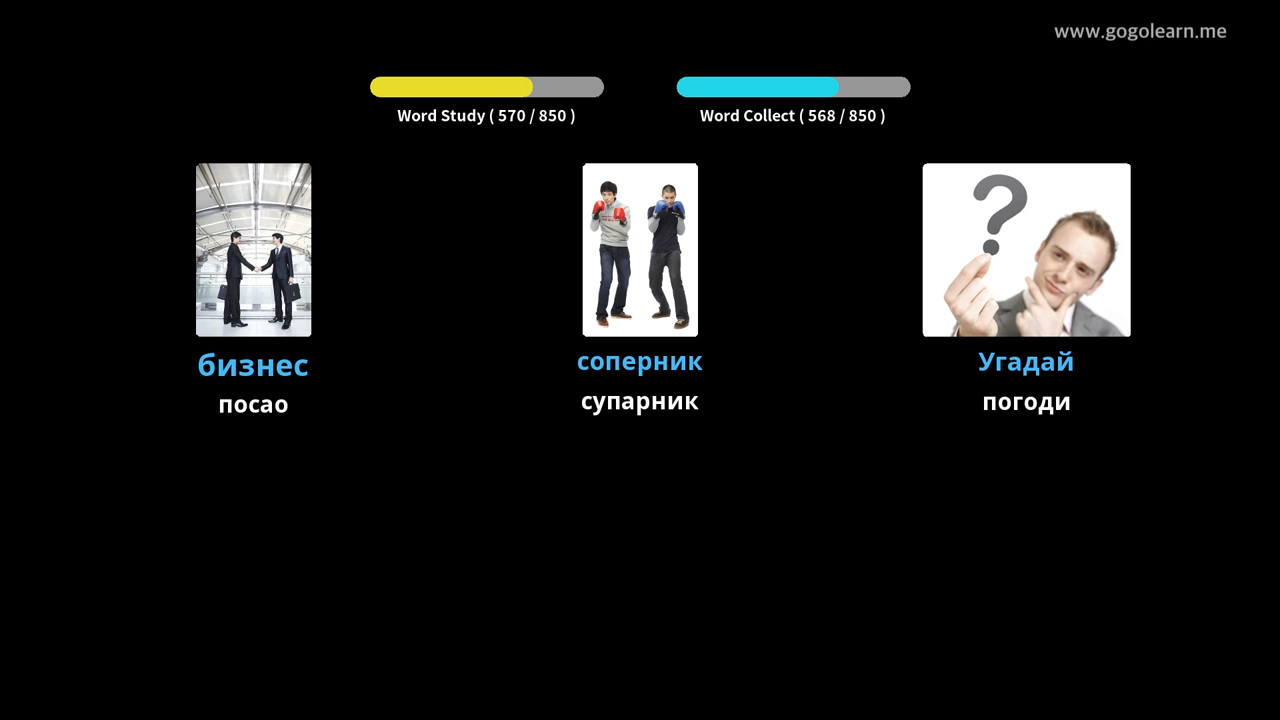 www.gogolearn.me
Word Study ( 570 / 850 )
Word Collect ( 568 / 850 )
бизнес
посао
соперник
супарник
Угадай
погоди